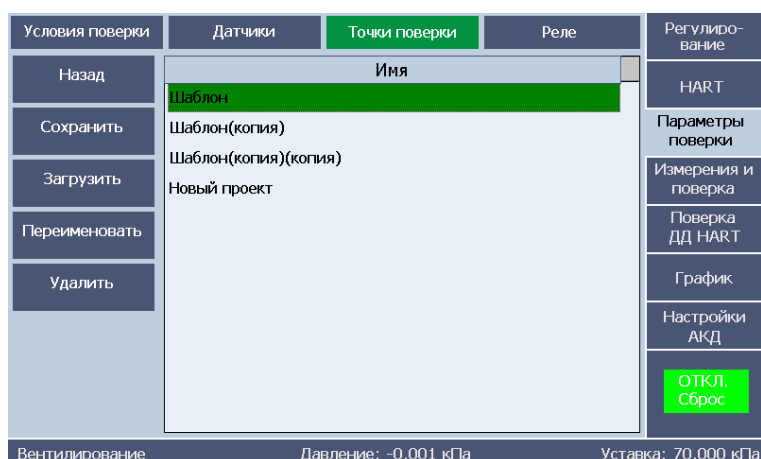 Условия поверки
Датчики
Точки поверки
Реле
Регулиро-
вание
Назад
Сохранить
Загрузить
Переименовать
Удалить
Имя
Шаблон
Шаблон(копия)
Шаблон(копия)(копия)
Новый проект
HART
Параметры
поверки
Измерения и
поверка
Поверка
ДД HART
График
Настройки
АКД
ОТКЛ.
Сброс
Вентилирование
Давление: -0.001 кПа
Уставка: 70.000 кПа